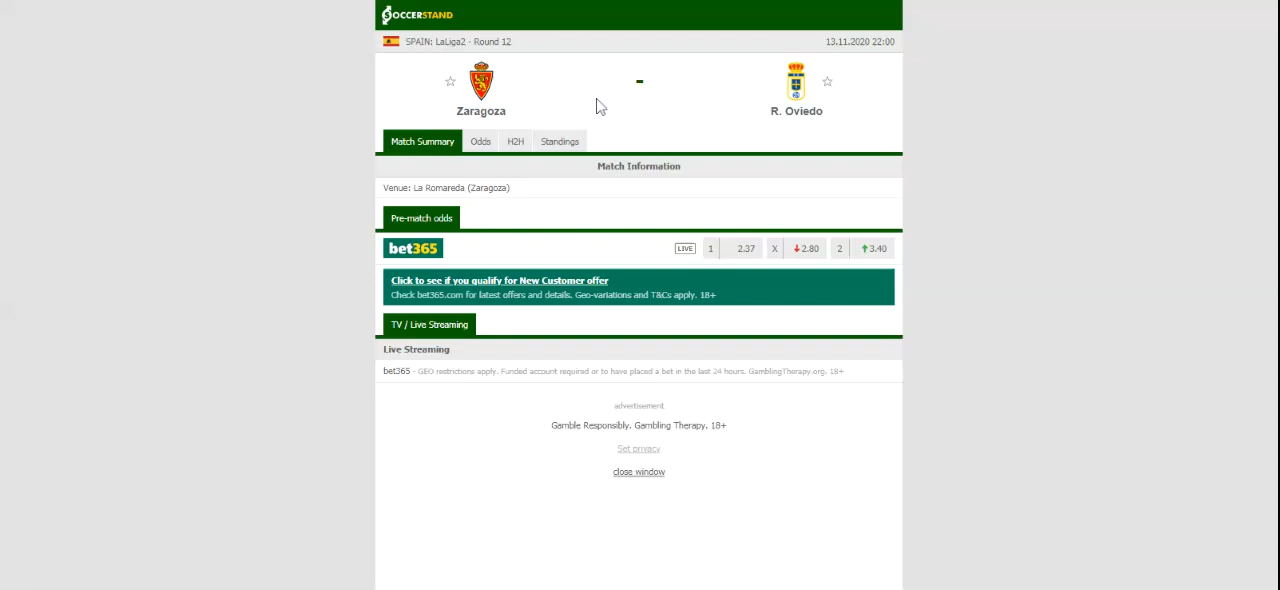 SOCCERSTAND
SPAIN: LaLiga2 - Round 12 13.11.2020 22:00
-
Zaragoza R. Oviedo
Match Summary Odds H2H Standings
Match Information
Venue: La Romareda (Zaragoza)
Pre-match odds
bet365 LIVE 1 2.37 X 2.80 2 3.40
Click to see if you qualify for New Customer offer
Check bet365.com for latest offers and details. Geo-variations and T&Cs apply. 18+
TV / Live Streaming
Live Streaming
bet365 - GEO restrictions apply. Funded account required or to have placed a bet in the last 24 hours. GamblingTherapy.org. 18+
advertisement
Gamble Responsibly. Gambling Therapy. 18+
Set privacy
close window